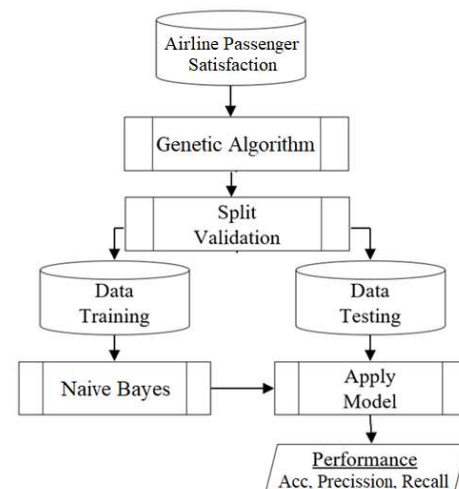 Airline Passenger
Satisfaction
Genetic Algorithm
Split
Validation
Data
Training
Data
Testing
Naive Bayes
Apply
Model
Performance
Acc, Precission, Recall